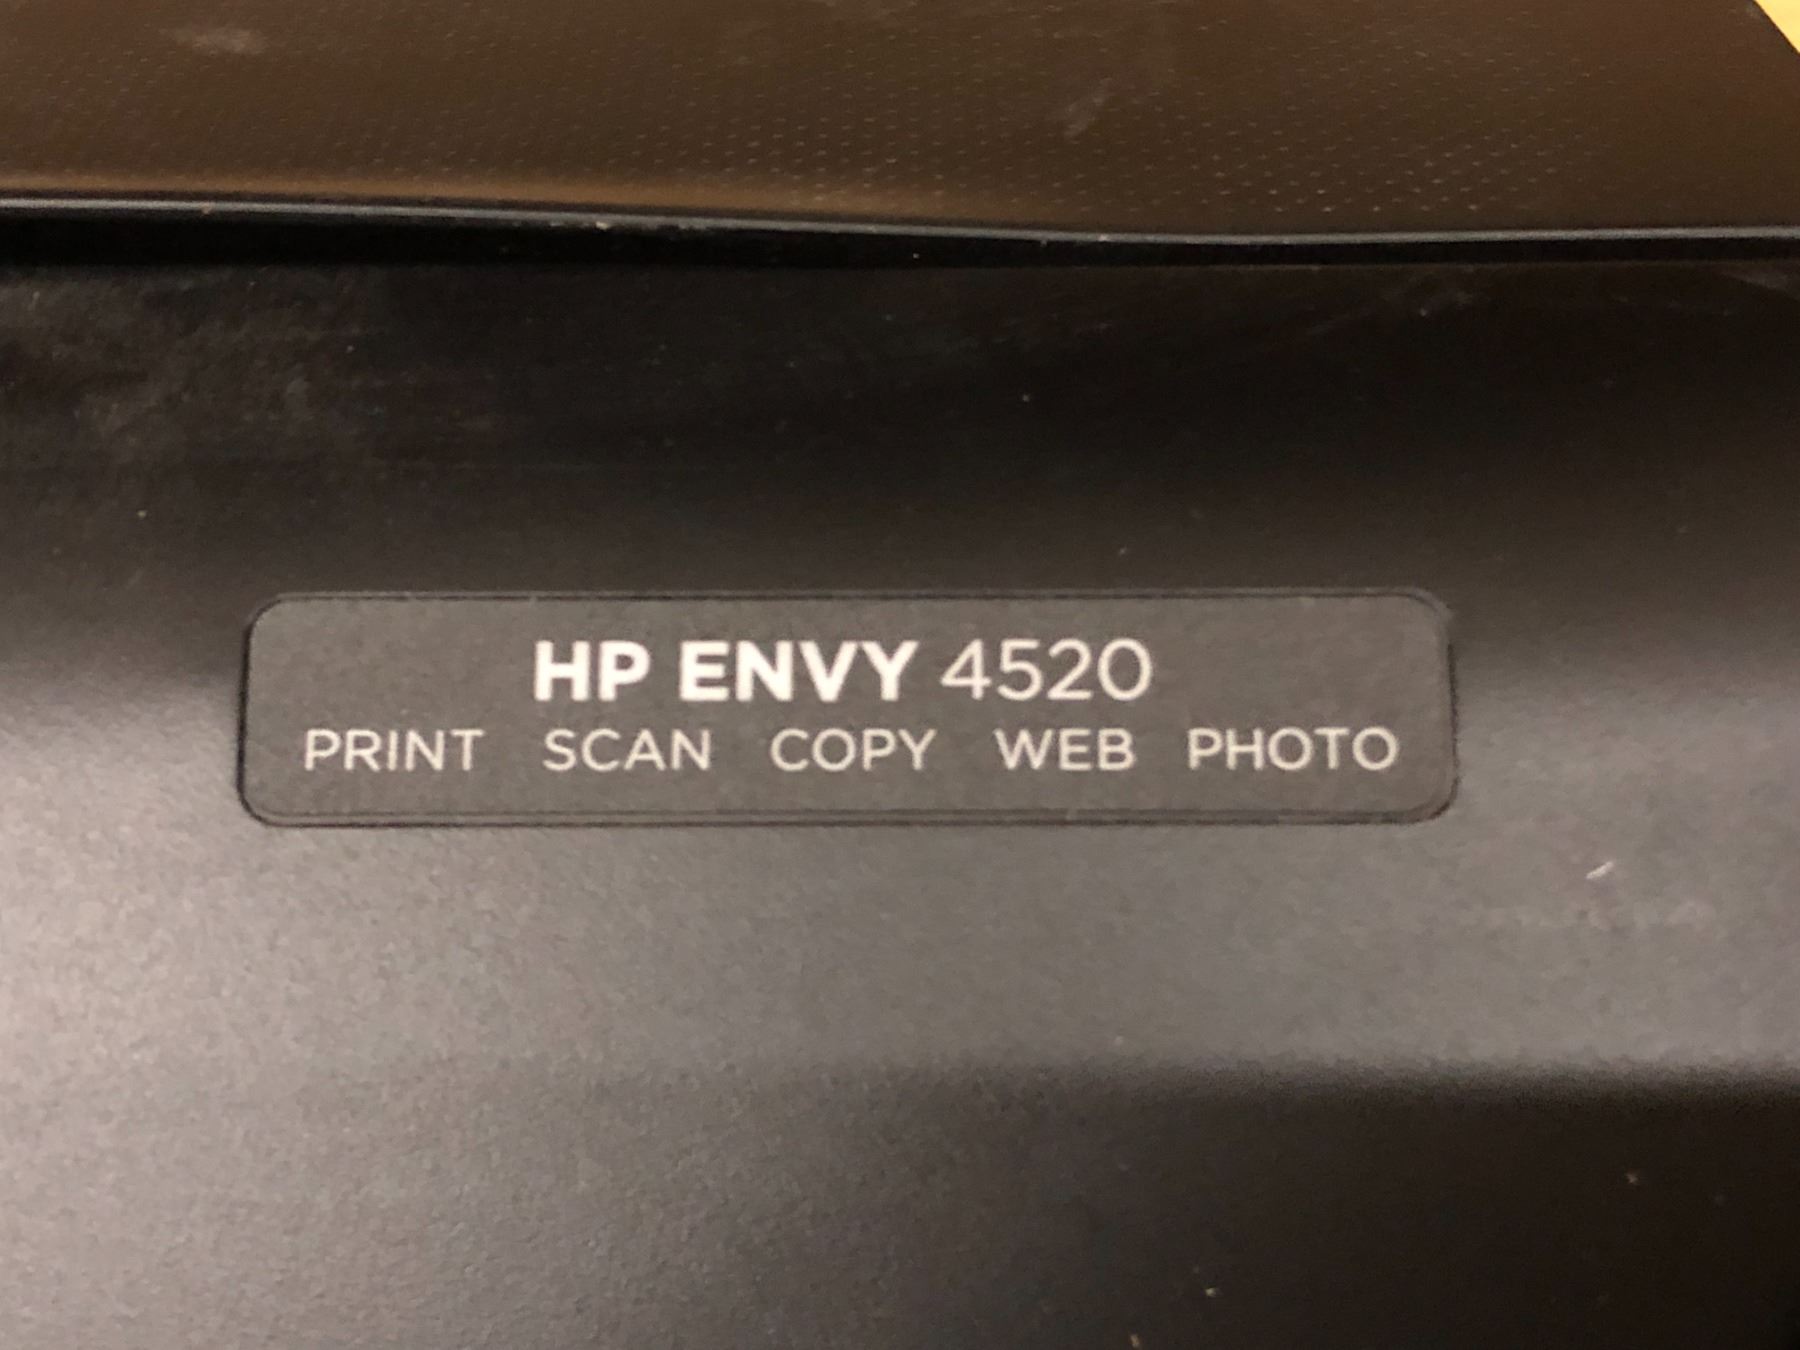 HP ENVY 4520
PRINT SCAN COPY WEB PHOTO